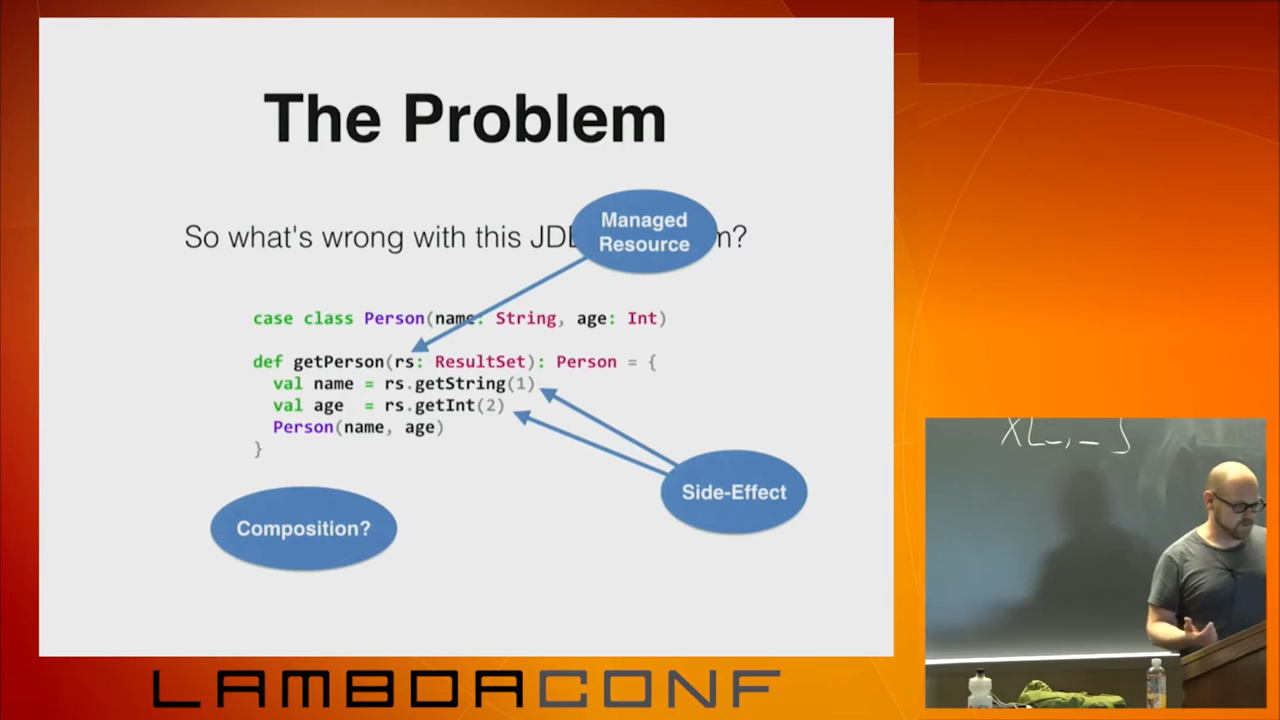 The Problem
So what's wrong with this m?
Managed
Resource
case class Person(name: String, age: Int)
def getPerson(rs: ResultSet): Person = {
val name = rs.getString(1)
val age = rs.getInt(2)
Person(name, age)
}
Side-Effect
Composition?
X[_,_]
LAMBDACONF